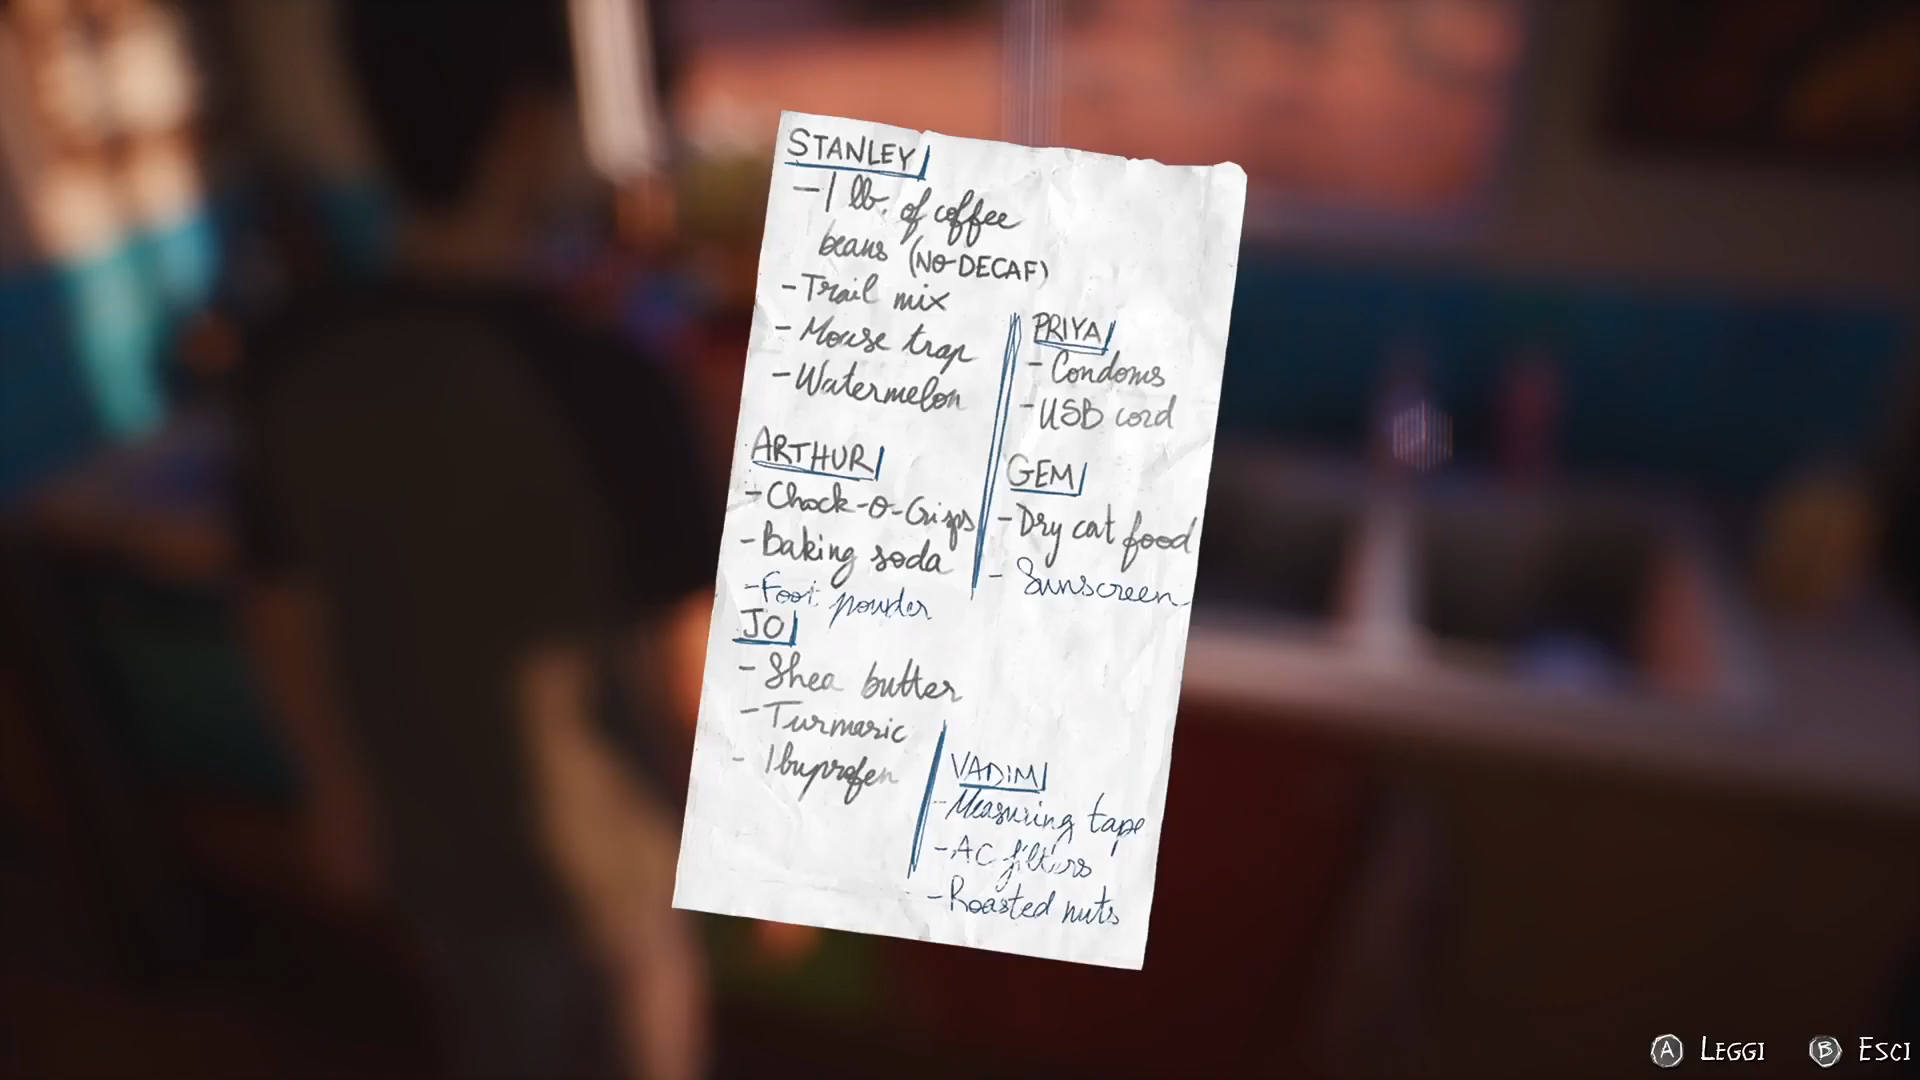 STANLEY
- 1 lb. of coffee
beans (NO DECAF)
- Trail mix
- Mouse trap
- Watermelon
ARTHUR
- Chock-O-Crisps
- Baking soda
- Foot powder
JO
- Shea butter
- Turmeric
- Ibuprofen
PRIYA
- Condoms
- USB cord
GEM
- Dry cat food
- Sunscreen
VADIM
- Measuring tape
- AC filters
- Roasted nuts
A LEGGI
B ESCI